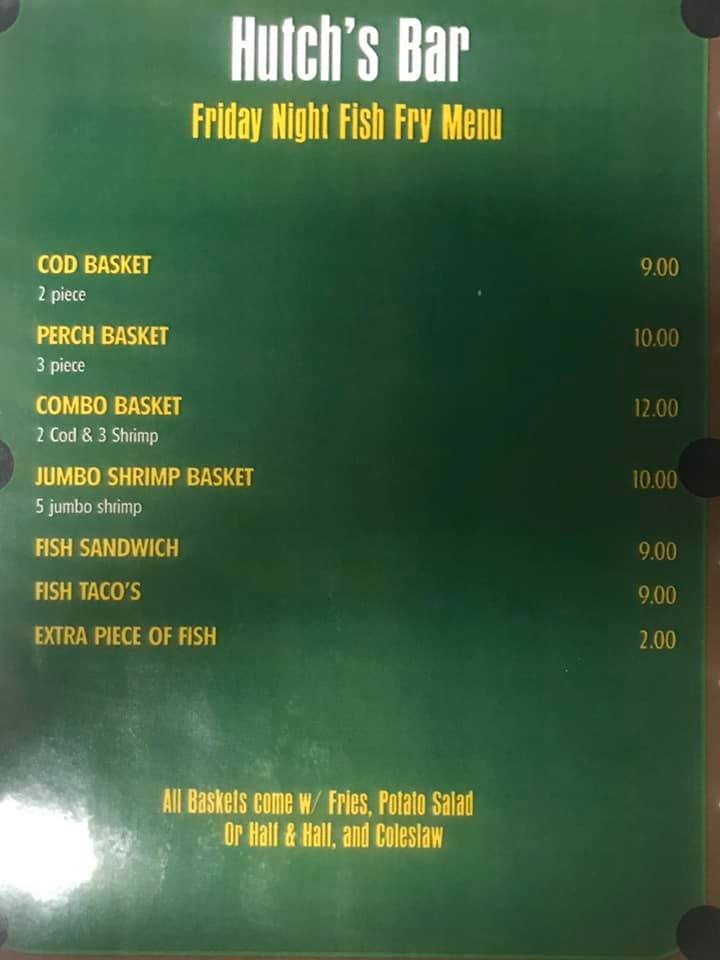 Hutch's Bar
Friday Night Fish Fry Menu
COD BASKET 9.00
2 piece
PERCH BASKET 10.00
3 piece
COMBO BASKET 12.00
2 Cod & 3 Shrimp
JUMBO SHRIMP BASKET 10.00
5 jumbo shrimp
FISH SANDWICH 9.00
FISH TACO'S 9.00
EXTRA PIECE OF FISH 2.00
All Baskets come w/ Fries, Potato Salad
Or Half & Half, and Coleslaw